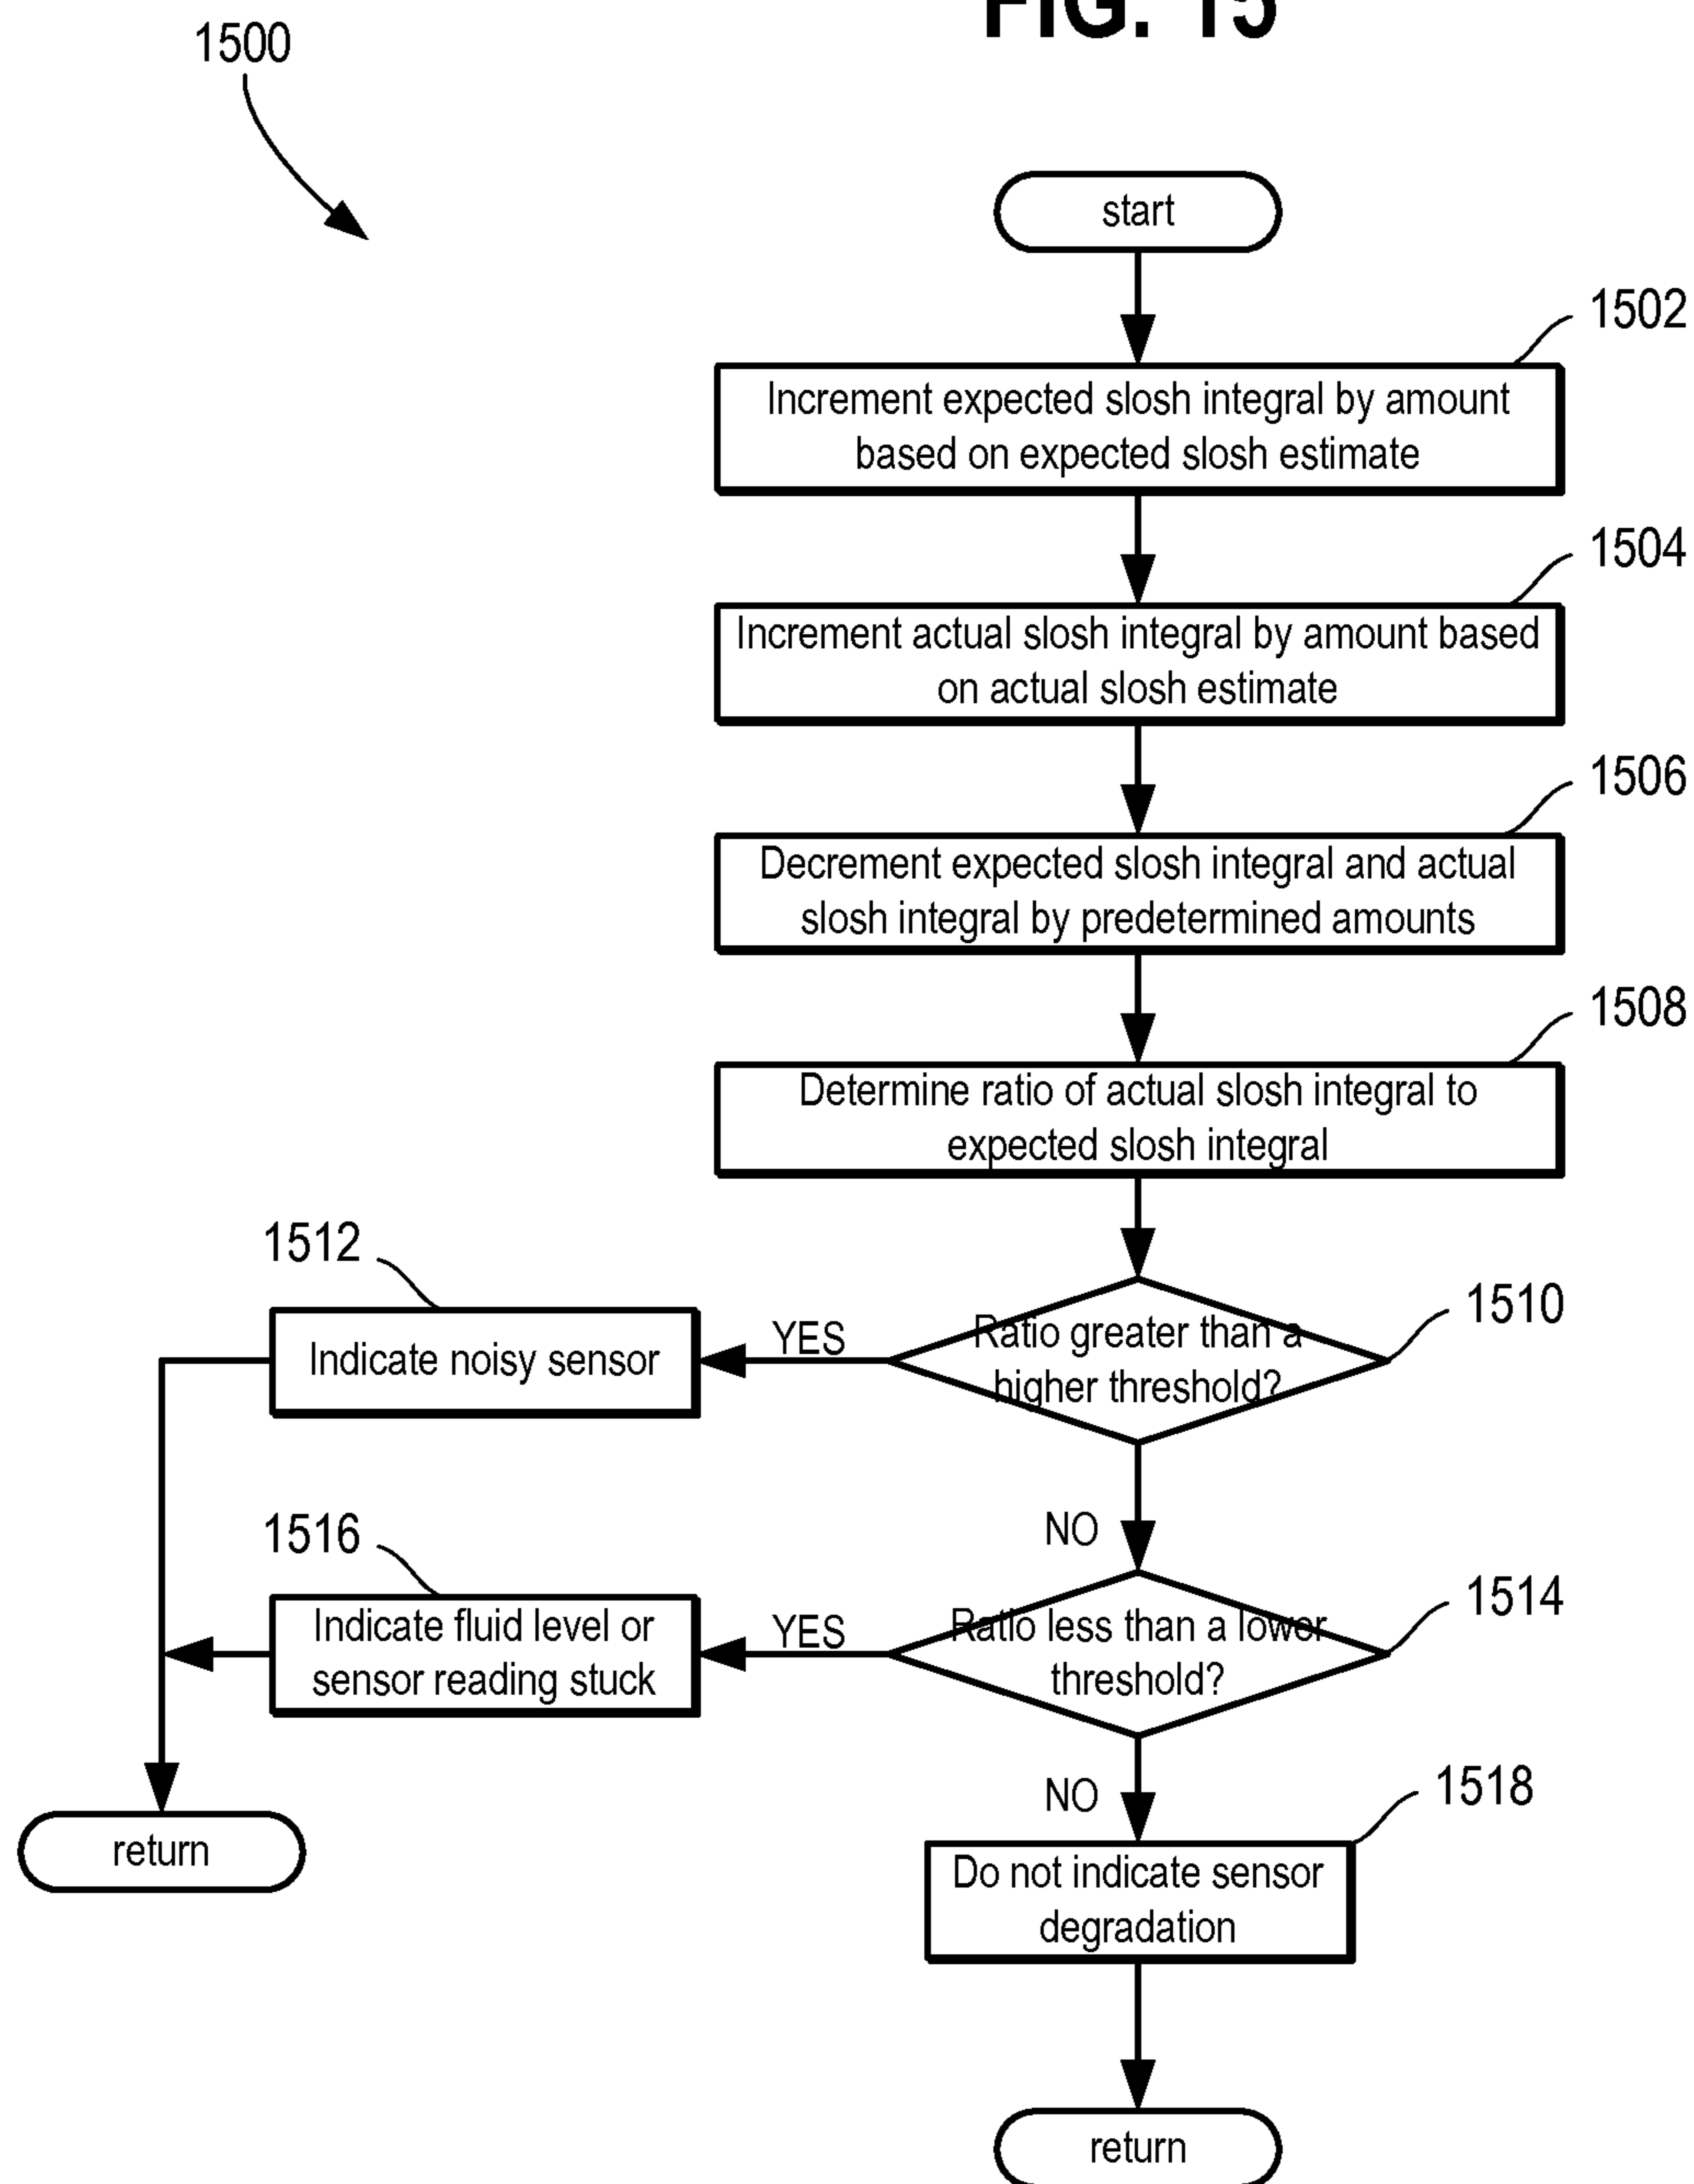 FIG. 15
1500
start
1502
Increment expected slosh integral by amount
based on expected slosh estimate
1504
Increment actual slosh integral by amount based
on actual slosh estimate
1506
Decrement expected slosh integral and actual
slosh integral by predetermined amounts
1508
Determine ratio of actual slosh integral to
expected slosh integral
1512
1510
Indicate noisy sensor
YES
Ratio greater than a
higher threshold?
NO
1516
1514
Indicate fluid level or
sensor reading stuck
YES
Ratio less than a lower
threshold?
NO
1518
return
Do not indicate sensor
degradation
return